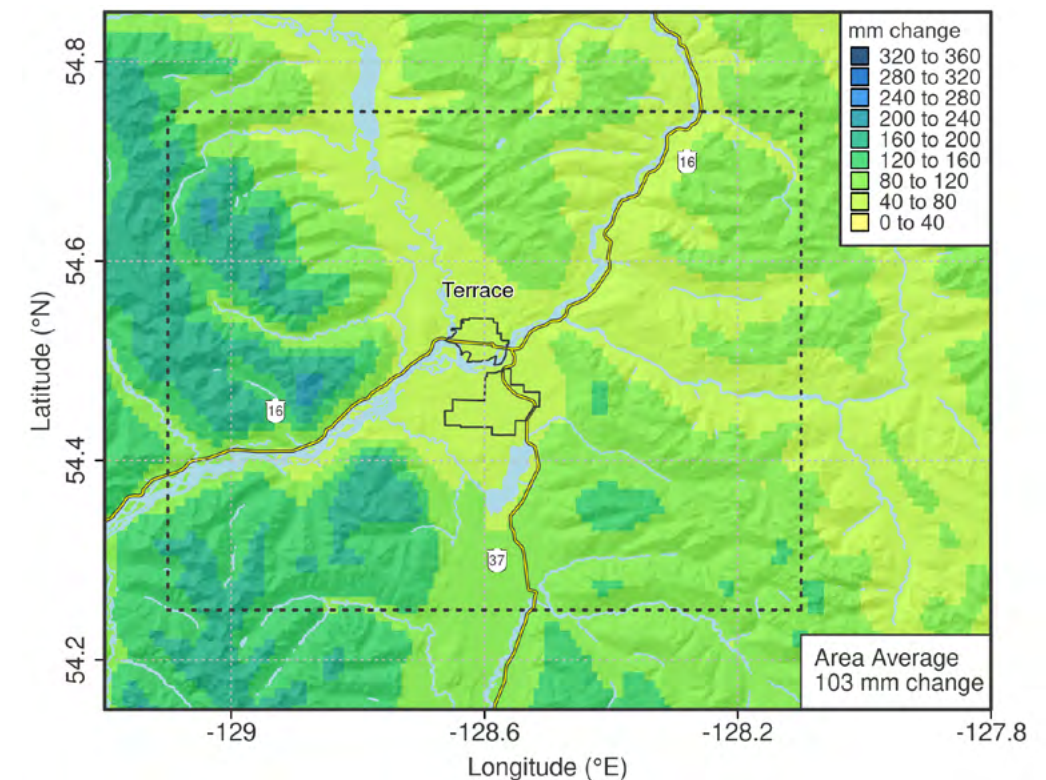 mm change
320 to 360
280 to 320
240 to 280
200 to 240
160 to 200
120 to 160
80 to 120
40 to 80
0 to 40
54.8
16
54.6
Terrace
Latitude (°N)
16
54.4
37
54.2
Area Average
103 mm change
-129
-128.6
-128.2
-127.8
Longitude (°E)